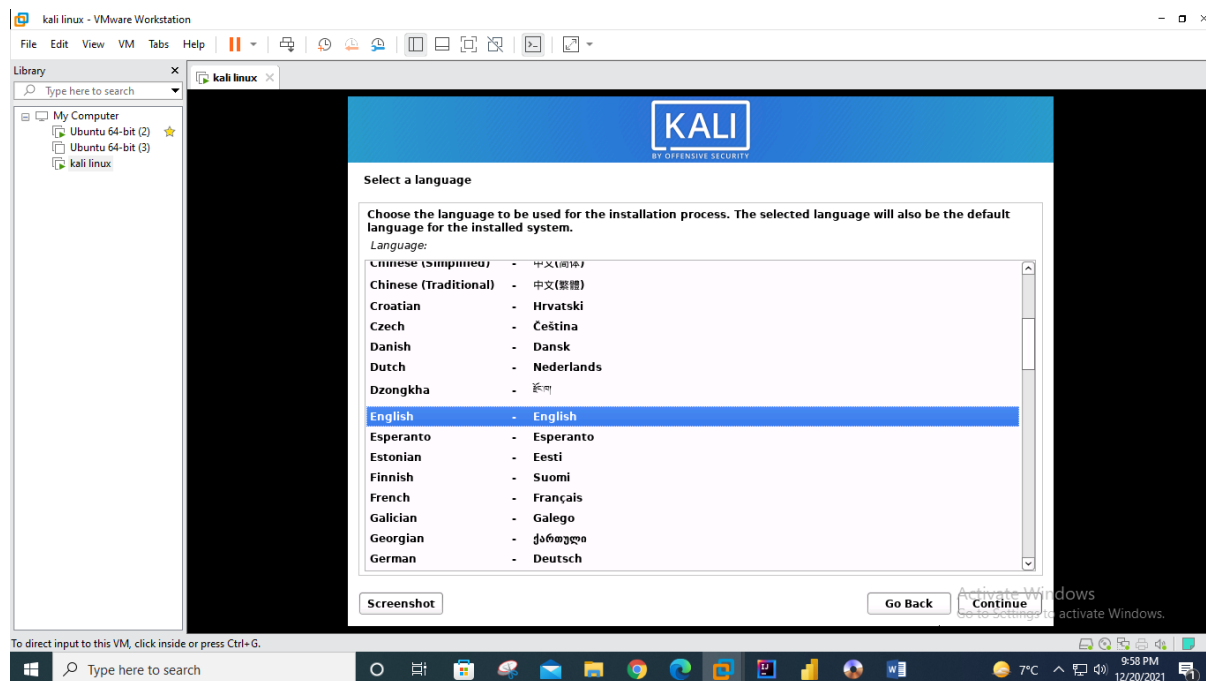 kali linux - VMware Workstation
File Edit View VM Tabs Help
Library
Type here to search
My Computer
Ubuntu 64-bit (2)
Ubuntu 64-bit (3)
kali linux
kali linux
KALI
BY OFFENSIVE SECURITY
Select a language
Choose the language to be used for the installation process. The selected language will also be the default
language for the installed system.
Language:
Chinese (Simplified) - 中文(简体)
Chinese (Traditional) - 中文(繁體)
Croatian - Hrvatski
Czech - Čeština
Danish - Dansk
Dutch - Nederlands
Dzongkha - རྫོང་ཁ།
English - English
Esperanto - Esperanto
Estonian - Eesti
Finnish - Suomi
French - Français
Galician - Galego
Georgian - ქართული
German - Deutsch
Screenshot
Go Back
Continue
Activate Windows
Go to Settings to activate Windows.
To direct input to this VM, click inside or press Ctrl+G.
Type here to search
7°C
9:58 PM
12/20/2021